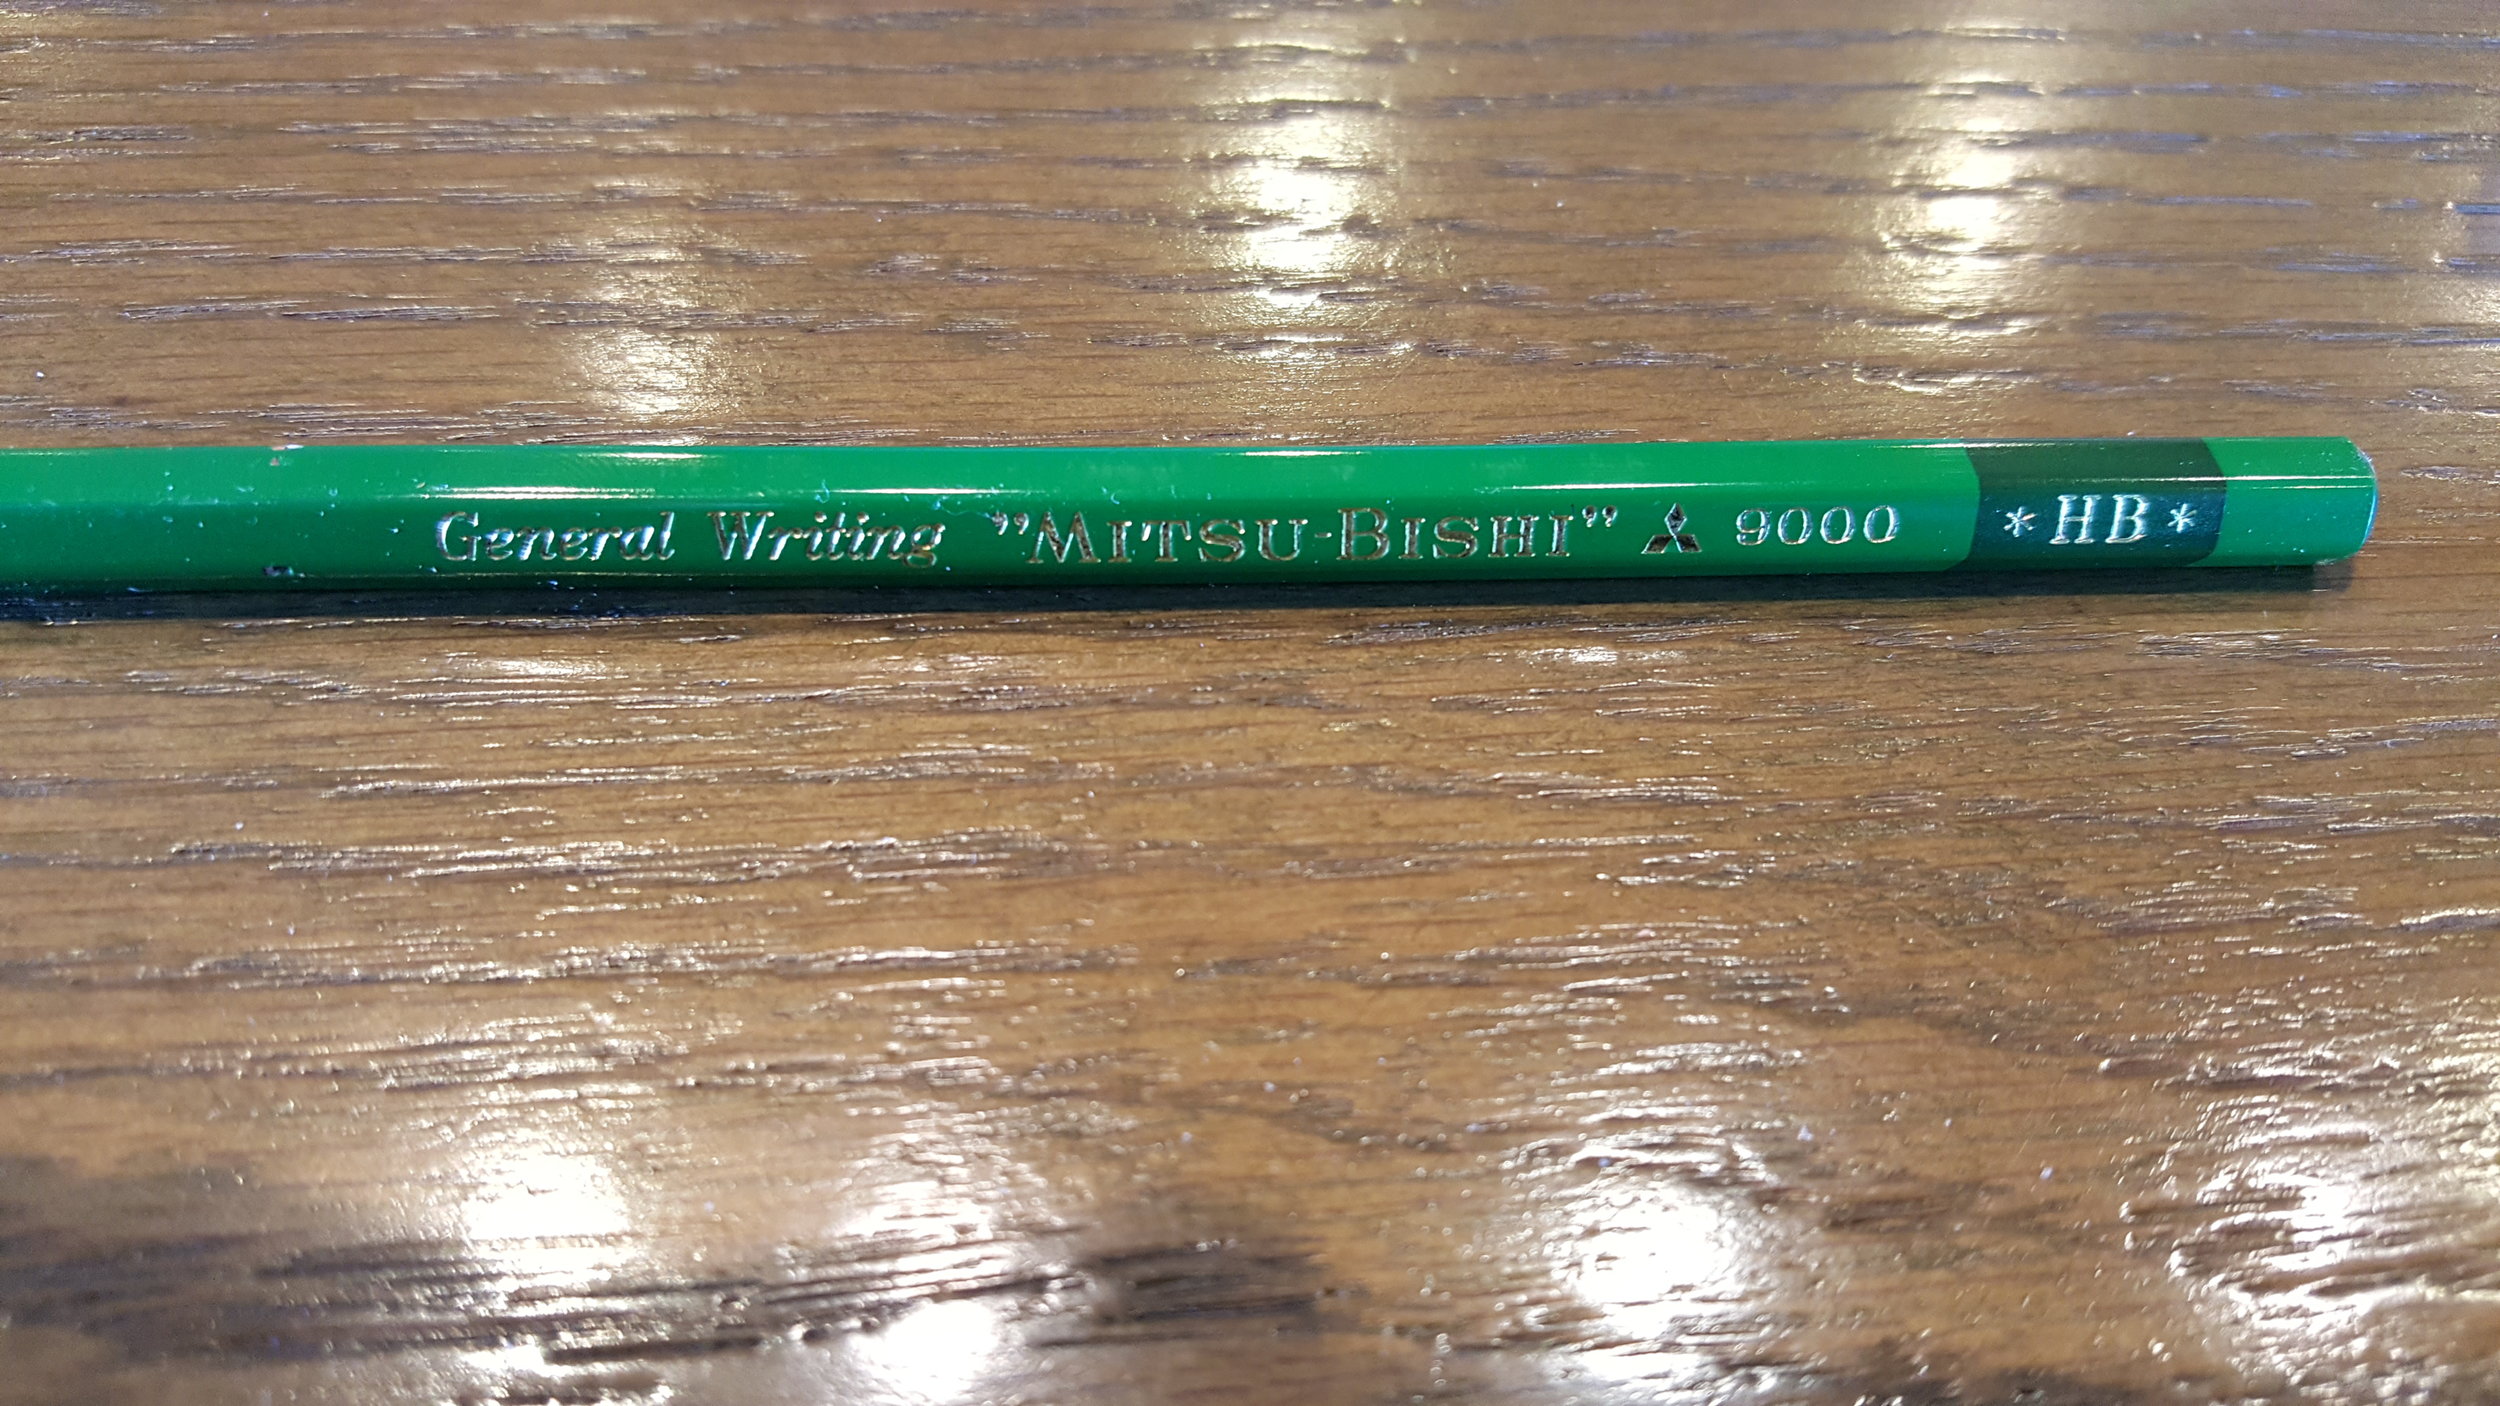 General Writing "MITSU-BISHI" 9000 *HB*